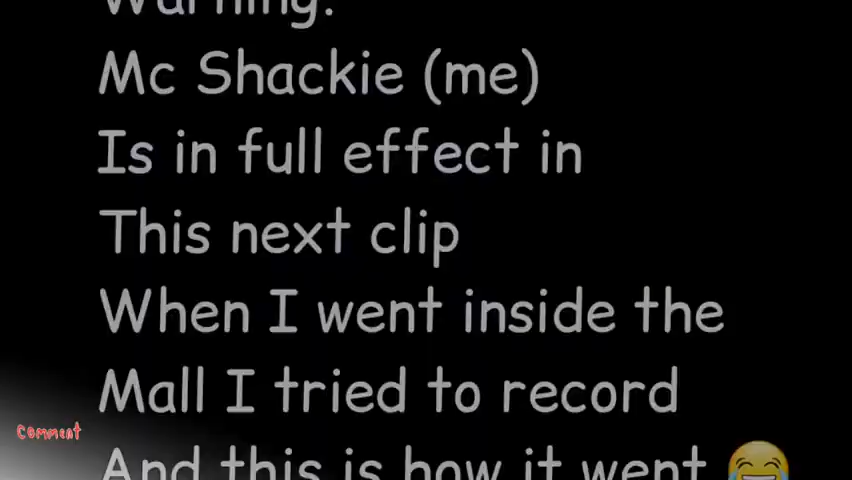 Warning:
Mc Shackie (me)
Is in full effect in
This next clip
When I went inside the
Mall I tried to record
And this is how it went 😂
comment